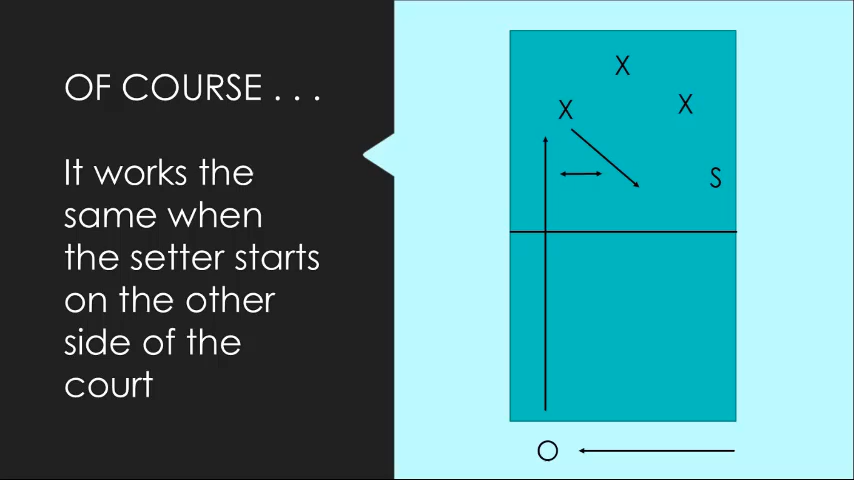 OF COURSE . . .
It works the
same when
the setter starts
on the other
side of the
court
X
X
X
S
O